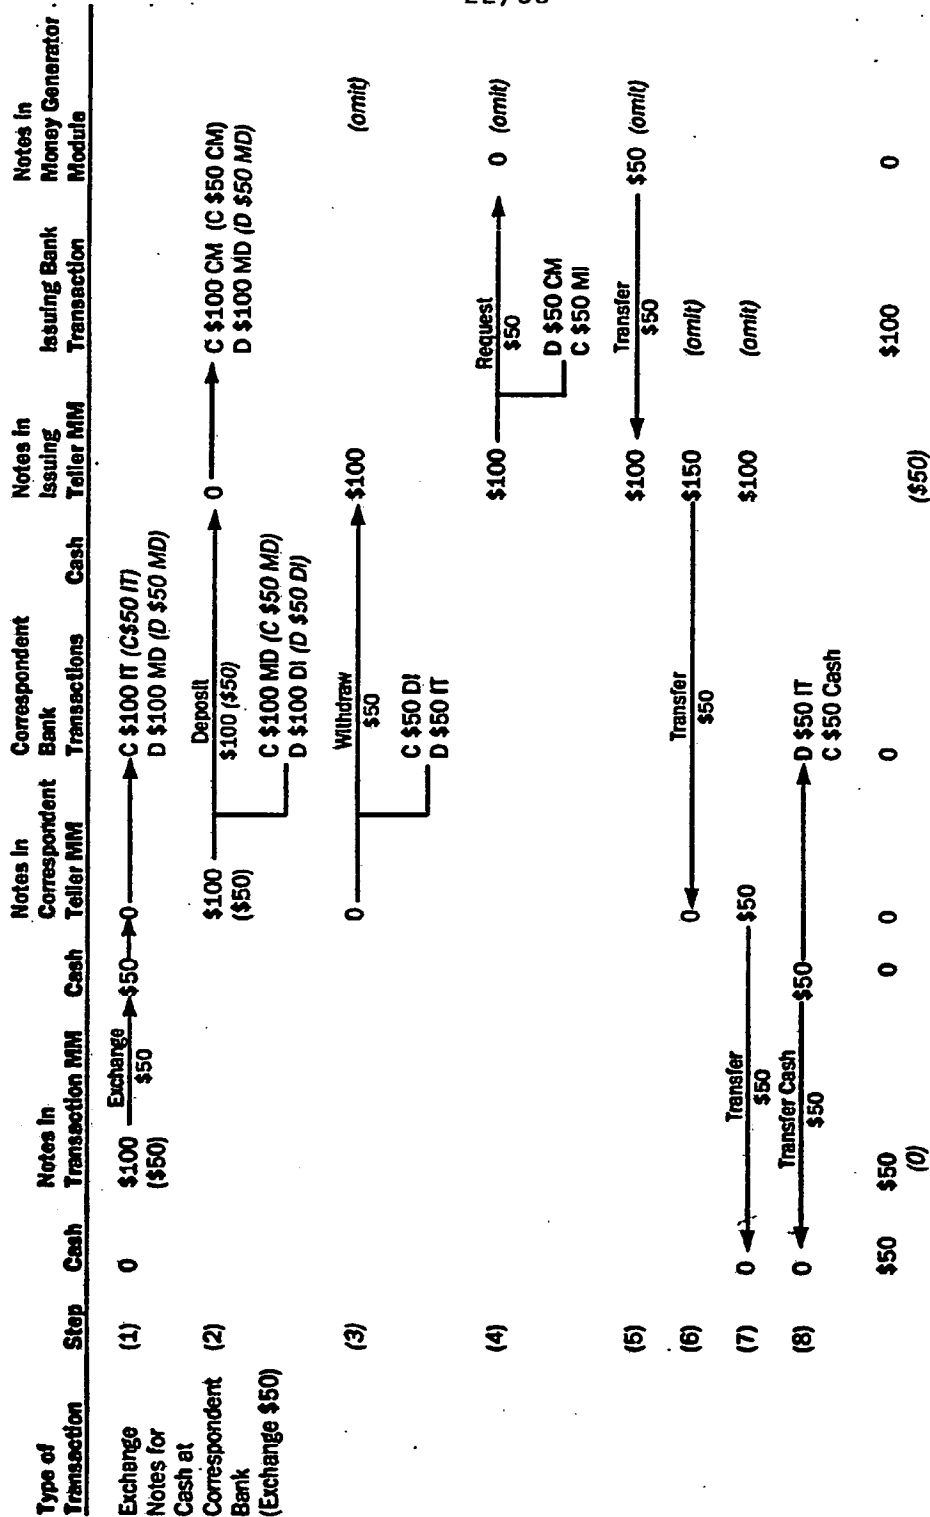 Notes in Notes in Notes in
Type of Notes in Correspondent Correspondent Issuing Issuing Bank Money Generator
Transaction Step Cash Transaction MM Cash Teller MM Bank Transactions Cash Teller MM Transaction Module
Exchange (1) 0 $100 Exchange $50 0 C $100 IT (C$50 IT)
Notes for ($50) $50 D $100 MD (D $50 MD)
Cash at
Correspondent (2) $100 Deposit 0 C $100 CM (C $50 CM)
Bank ($50) $100 ($50) D $100 MD (D $50 MD)
(Exchange $50) C $100 MD (C $50 MD)
D $100 DI (D $50 DI)
(3) 0 Withdraw $100 (omit)
$50
C $50 DI
D $50 IT
(4) $100 Request 0 (omit)
$50
D $50 CM
C $50 MI
(5) $100 Transfer $50 (omit)
$50
(6) 0 Transfer $150 (omit)
$50
(7) 0 Transfer $50 $100 (omit)
$50
(8) 0 Transfer Cash $50 D $50 IT
$50 C $50 Cash
$50 $50 0 0 0 $100 0
(0) ($50)